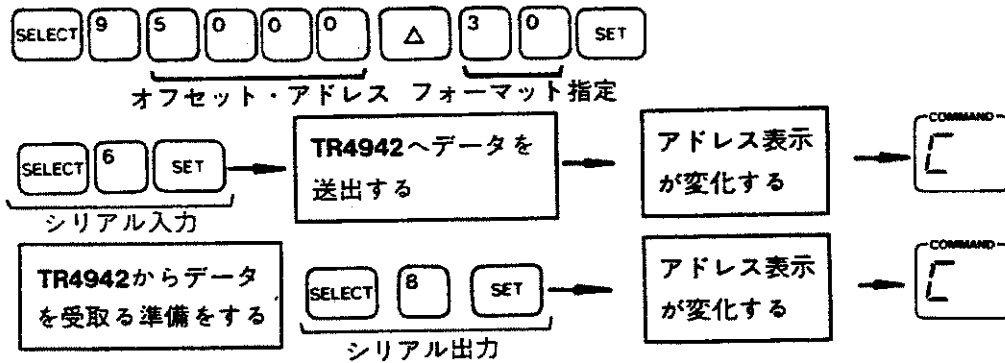 SELECT 9 5 0 0 0 △ 3 0 SET
オフセット・アドレス フォーマット指定
SELECT 6 SET
シリアル入力
TR4942へデータを
送出する
アドレス表示
が変化する
COMMAND
C
TR4942からデータ
を受取る準備をする
SELECT 8 SET
シリアル出力
アドレス表示
が変化する
COMMAND
C